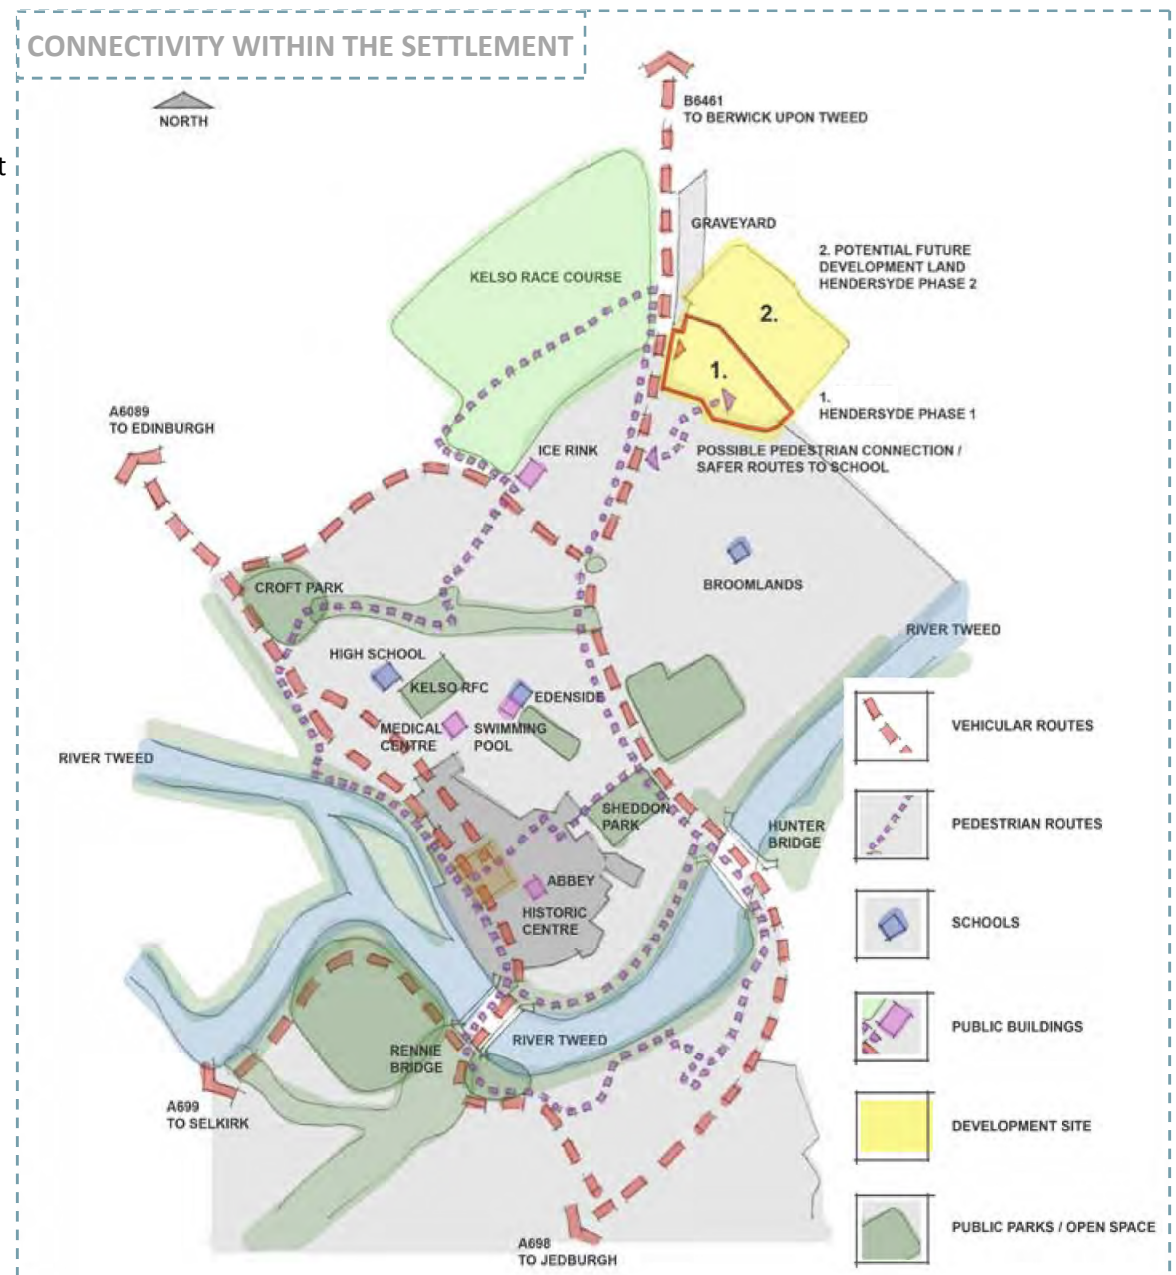 CONNECTIVITY WITHIN THE SETTLEMENT
NORTH
t
B6461
TO BERWICK UPON TWEED
GRAVEYARD
2. POTENTIAL FUTURE
DEVELOPMENT LAND
HENDERSYDE PHASE 2
KELSO RACE COURSE
2.
1.
1.
HENDERSYDE PHASE 1
A6089
TO EDINBURGH
ICE RINK
POSSIBLE PEDESTRIAN CONNECTION /
SAFER ROUTES TO SCHOOL
CROFT PARK
BROOMLANDS
RIVER TWEED
HIGH SCHOOL
KELSO RFC
EDENSIDE
MEDICAL
CENTRE
SWIMMING
POOL
RIVER TWEED
SHEDDON
PARK
HUNTER
BRIDGE
ABBEY
HISTORIC
CENTRE
RENNIE
BRIDGE
RIVER TWEED
A699
TO SELKIRK
A698
TO JEDBURGH
VEHICULAR ROUTES
PEDESTRIAN ROUTES
SCHOOLS
PUBLIC BUILDINGS
DEVELOPMENT SITE
PUBLIC PARKS / OPEN SPACE